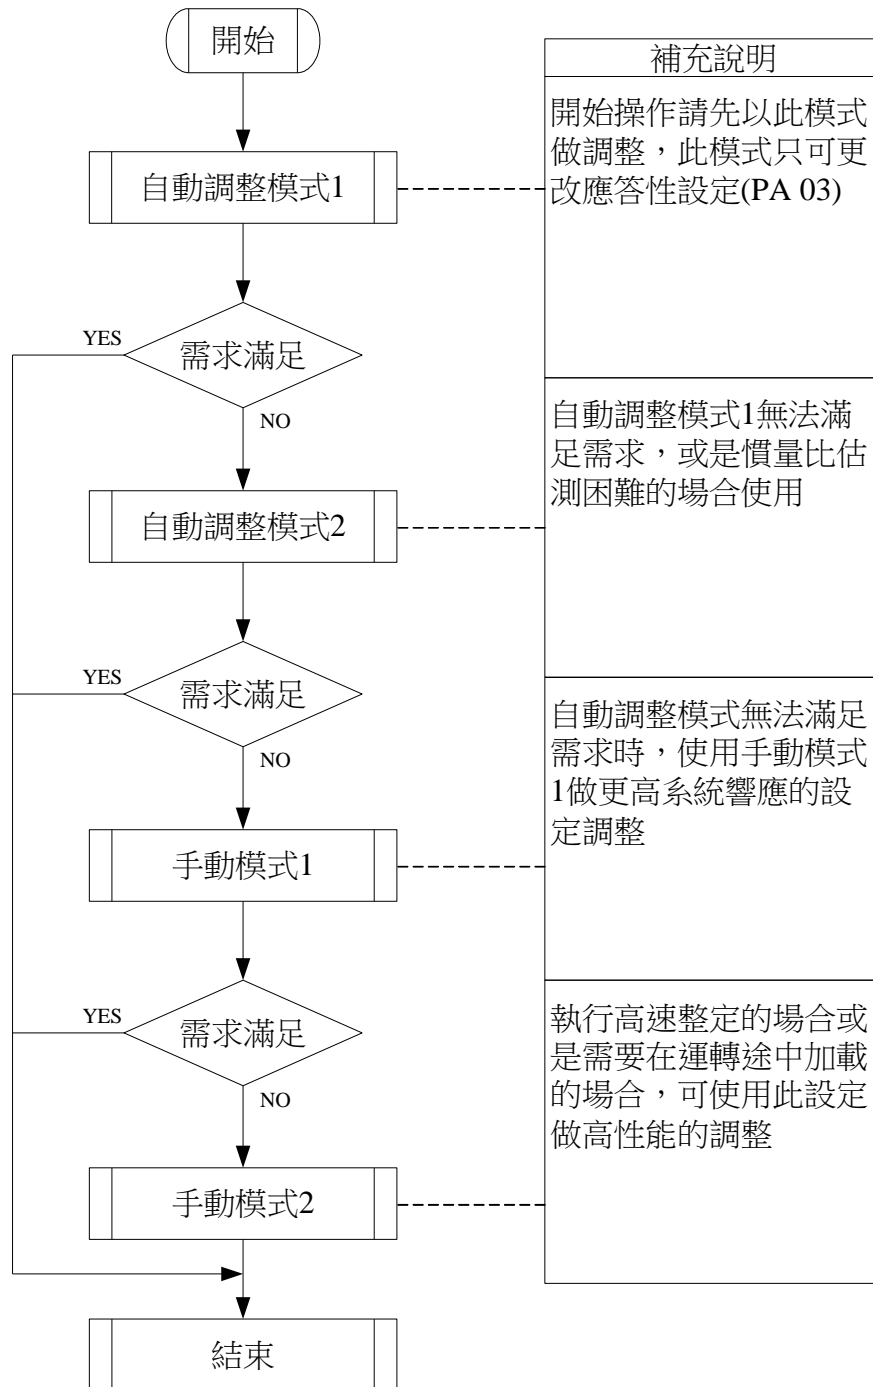 開始
自動調整模式1
YES
需求滿足
NO
自動調整模式2
YES
需求滿足
NO
手動模式1
YES
需求滿足
NO
手動模式2
結束
補充說明
開始操作請先以此模式
做調整，此模式只可更
改應答性設定(PA 03)
自動調整模式1無法滿
足需求，或是慣量比估
測困難的場合使用
自動調整模式無法滿足
需求時，使用手動模式
1做更高系統響應的設
定調整
執行高速整定的場合或
是需要在運轉途中加載
的場合，可使用此設定
做高性能的調整